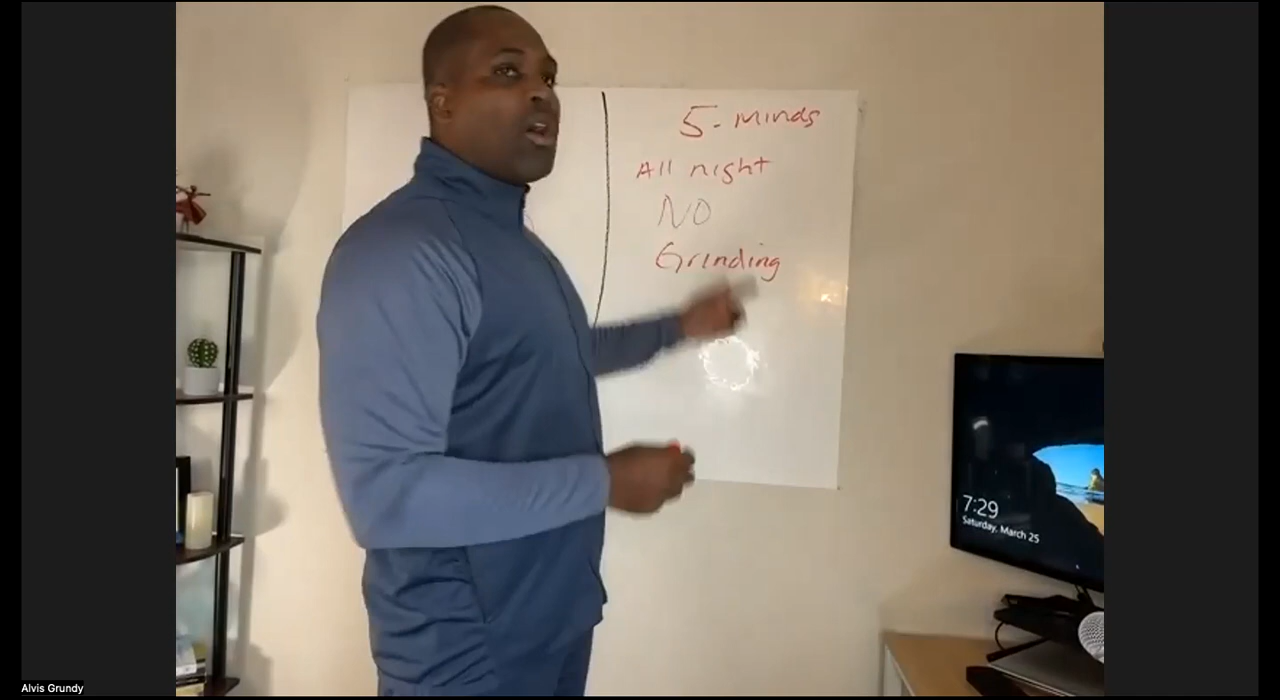 5-Minds
All night
NO
Grinding
7:29
Saturday, March 25
Alvis Grundy